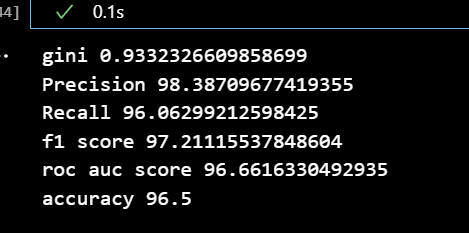 44]
0.1s
gini 0.9332326609858699
Precision 98.38709677419355
Recall 96.06299212598425
f1 score 97.21115537848604
roc auc score 96.6616330492935
accuracy 96.5